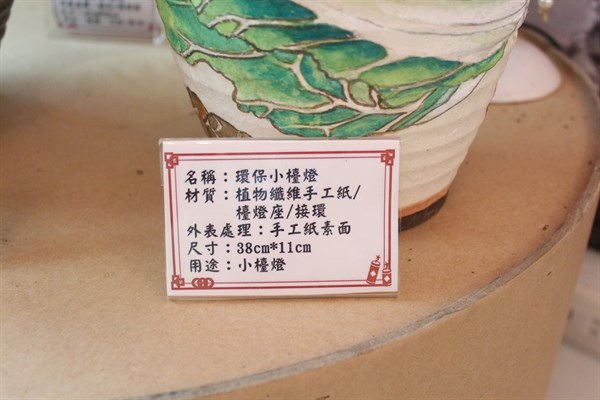 名稱：環保小檯燈
材質：植物纖維手工紙/
檯燈座/接環
外表處理：手工紙素面
尺寸：38cm*11cm
用途：小檯燈